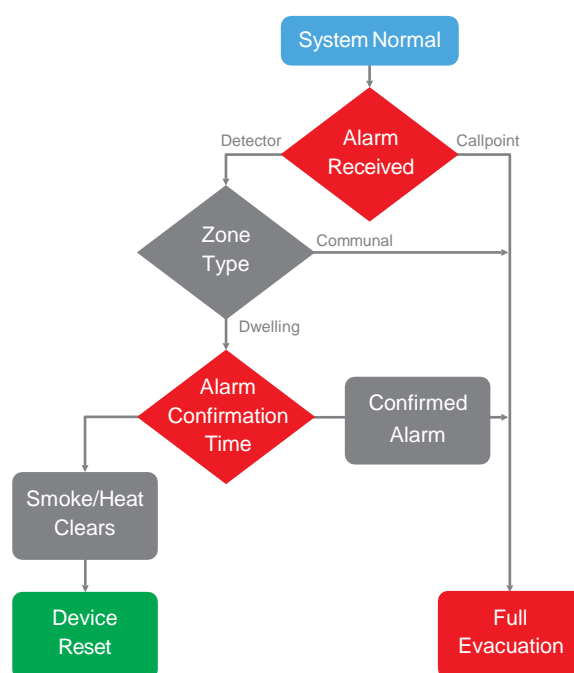 System Normal
Detector
Alarm
Received
Callpoint
Zone
Type
Communal
Dwelling
Alarm
Confirmation
Time
Confirmed
Alarm
Smoke/Heat
Clears
Device
Reset
Full
Evacuation